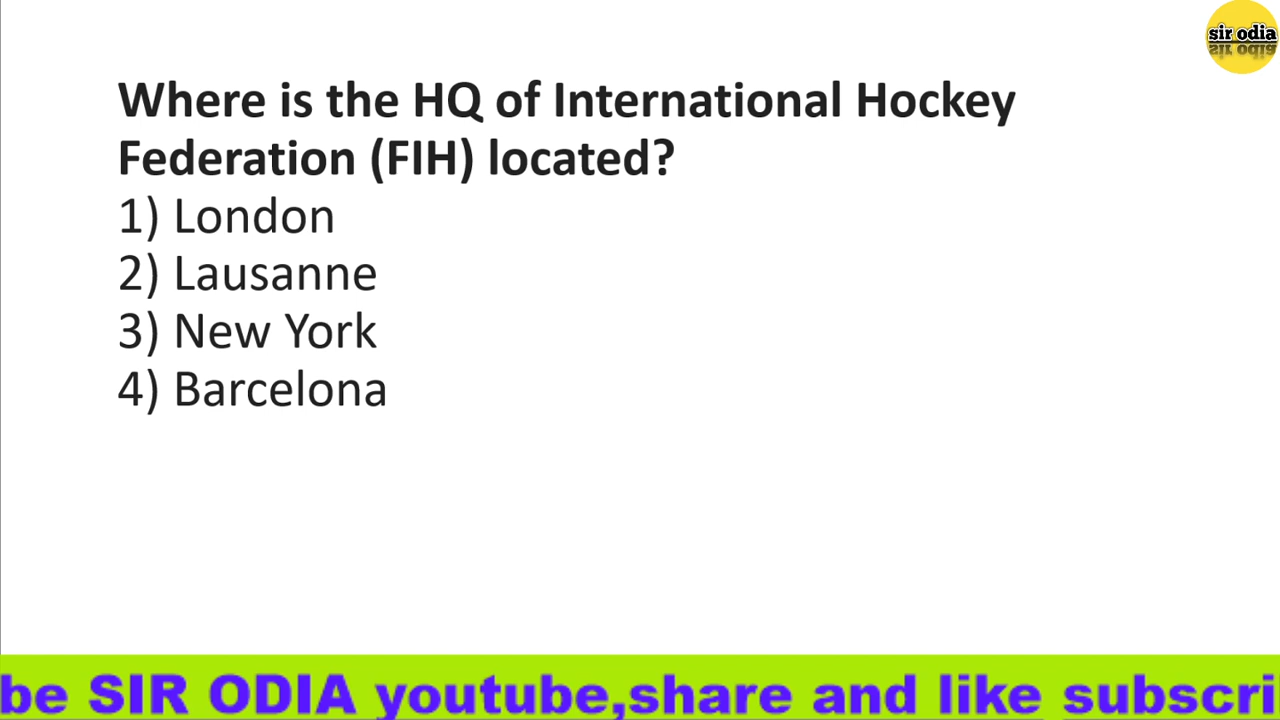 sir odia
Where is the HQ of International Hockey
Federation (FIH) located?
1) London
2) Lausanne
3) New York
4) Barcelona
be SIR ODIA youtube,share and like subscri